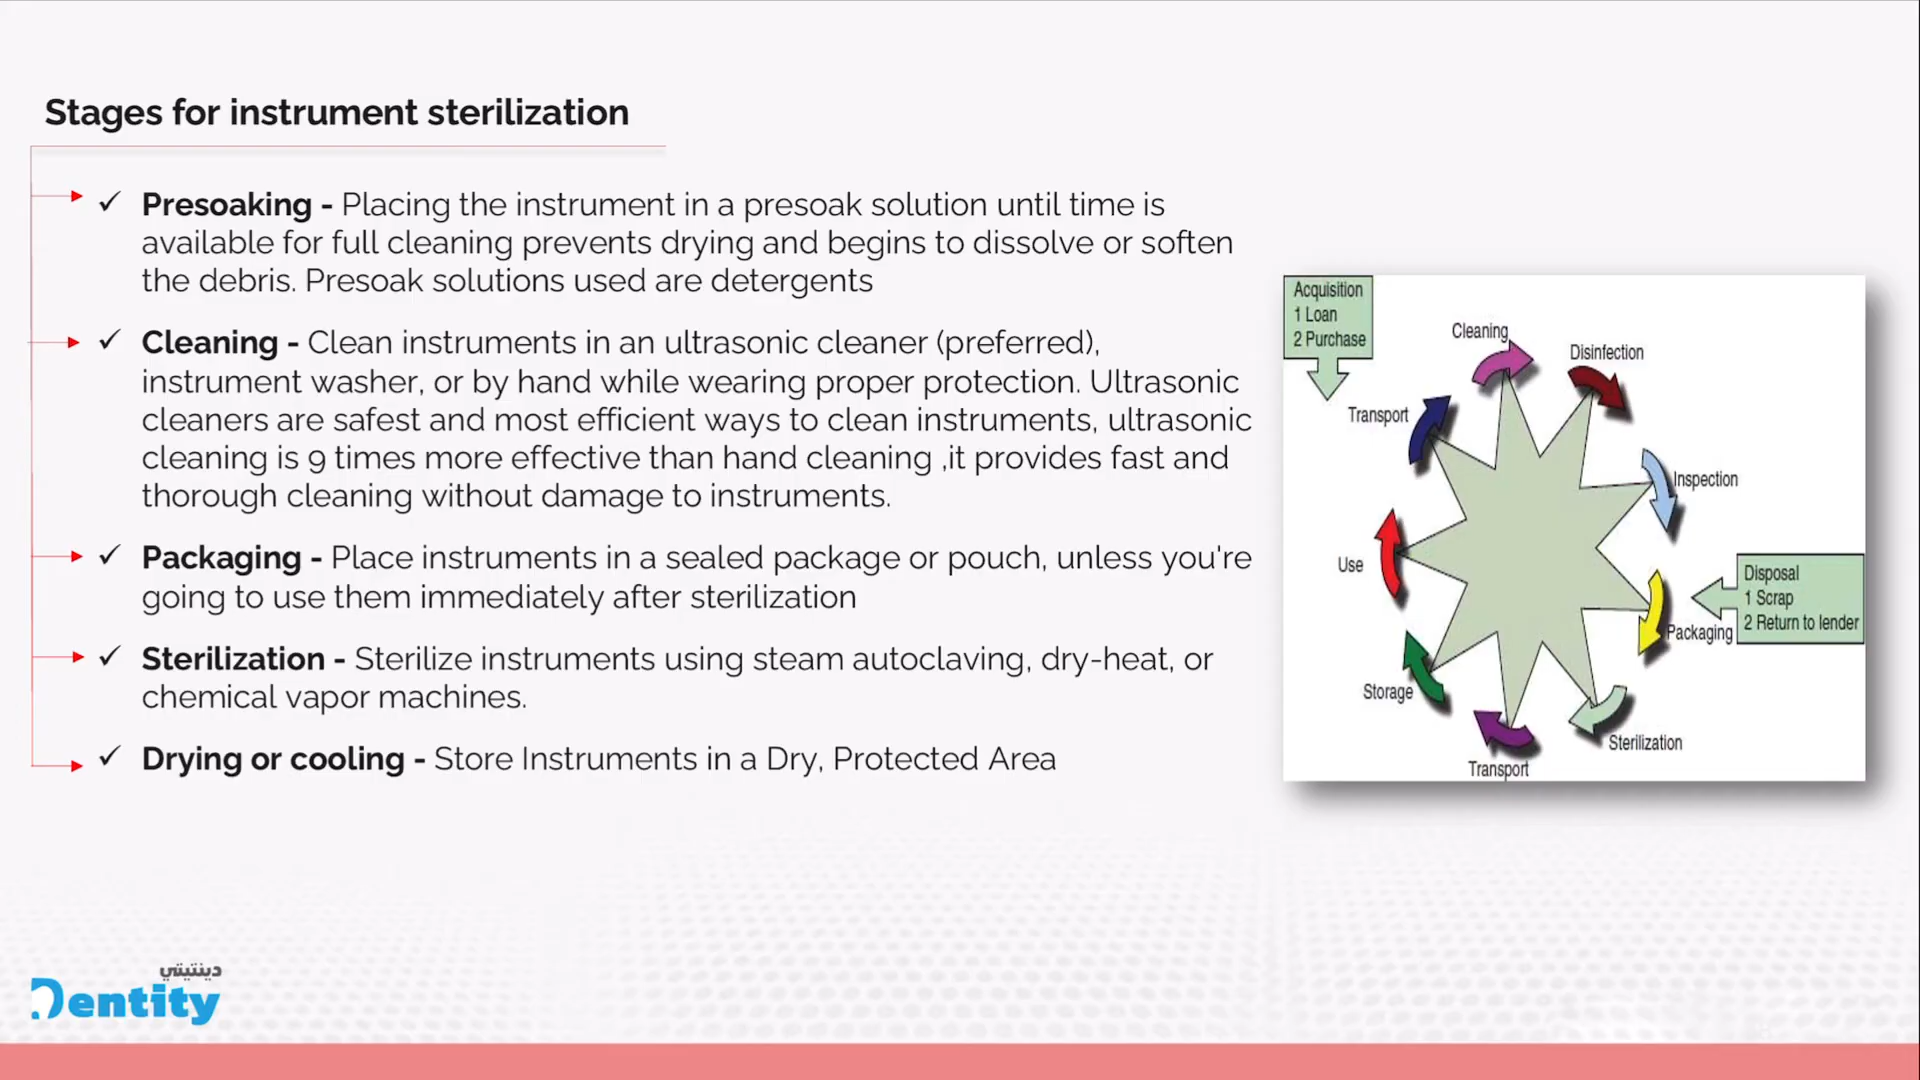 Stages for instrument sterilization
✓ Presoaking - Placing the instrument in a presoak solution until time is
available for full cleaning prevents drying and begins to dissolve or soften
the debris. Presoak solutions used are detergents
✓ Cleaning - Clean instruments in an ultrasonic cleaner (preferred),
instrument washer, or by hand while wearing proper protection. Ultrasonic
cleaners are safest and most efficient ways to clean instruments, ultrasonic
cleaning is 9 times more effective than hand cleaning ,it provides fast and
thorough cleaning without damage to instruments.
✓ Packaging - Place instruments in a sealed package or pouch, unless you're
going to use them immediately after sterilization
✓ Sterilization - Sterilize instruments using steam autoclaving, dry-heat, or
chemical vapor machines.
✓ Drying or cooling - Store Instruments in a Dry, Protected Area
Acquisition
1 Loan
2 Purchase
Cleaning
Disinfection
Transport
Inspection
Use
Disposal
1 Scrap
2 Return to lender
Packaging
Storage
Sterilization
Transport
دينتيتي
Dentity